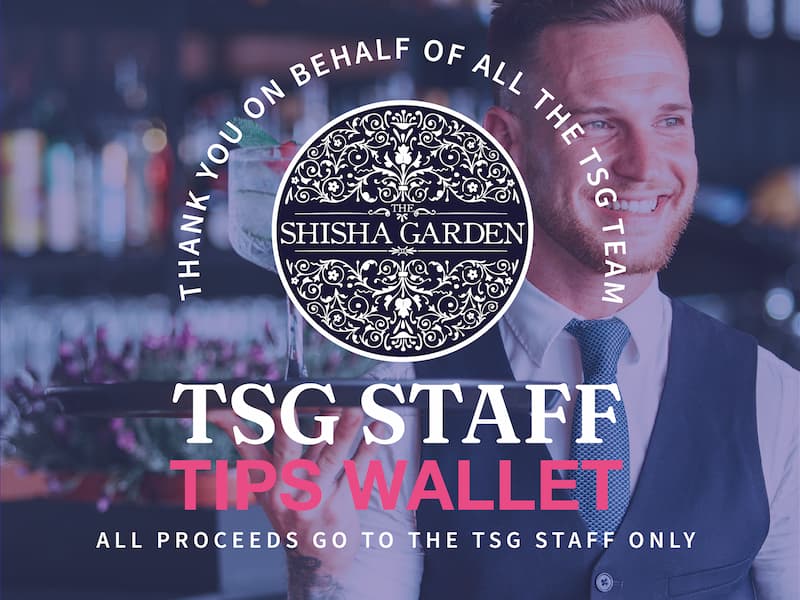 THANK YOU ON BEHALF OF ALL THE TSG TEAM
THE
SHISHA GARDEN
TSG STAFF
TIPS WALLET
ALL PROCEEDS GO TO THE TSG STAFF ONLY